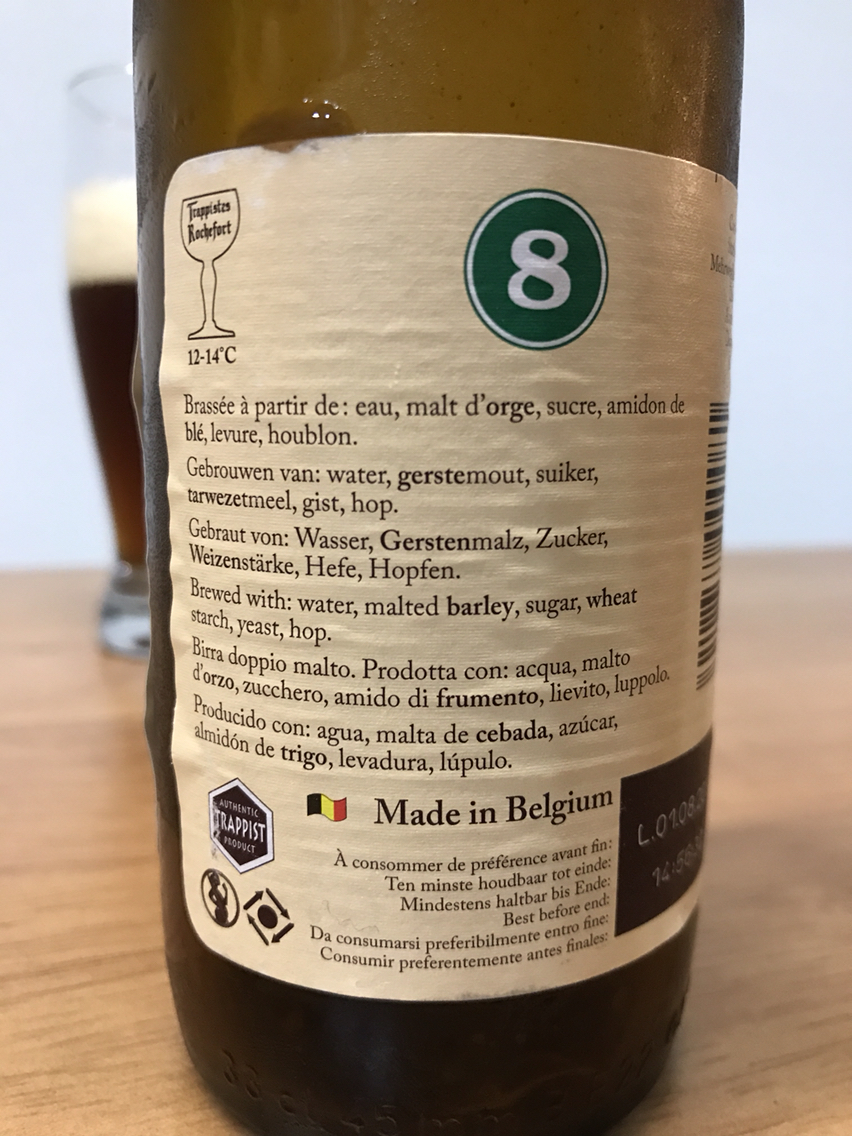 Trappistes
Rochefort
8
12-14°C
Brassée à partir de: eau, malt d'orge, sucre, amidon de
blé, levure, houblon.
Gebrouwen van: water, gerstemout, suiker,
tarwezetmeel, gist, hop.
Gebraut von: Wasser, Gerstenmalz, Zucker,
Weizenstärke, Hefe, Hopfen.
Brewed with: water, malted barley, sugar, wheat
starch, yeast, hop.
Birra doppio malto. Prodotta con: acqua, malto
d'orzo, zucchero, amido di frumento, lievito, luppolo.
Producido con: agua, malta de cebada, azúcar,
almidón de trigo, levadura, lúpulo.
AUTHENTIC
TRAPPIST
PRODUCT
Made in Belgium
À consommer de préférence avant fin:
Ten minste houdbaar tot einde:
Mindestens haltbar bis Ende:
Best before end:
Da consumarsi preferibilmente entro fine:
Consumir preferentemente antes finales:
33 cl